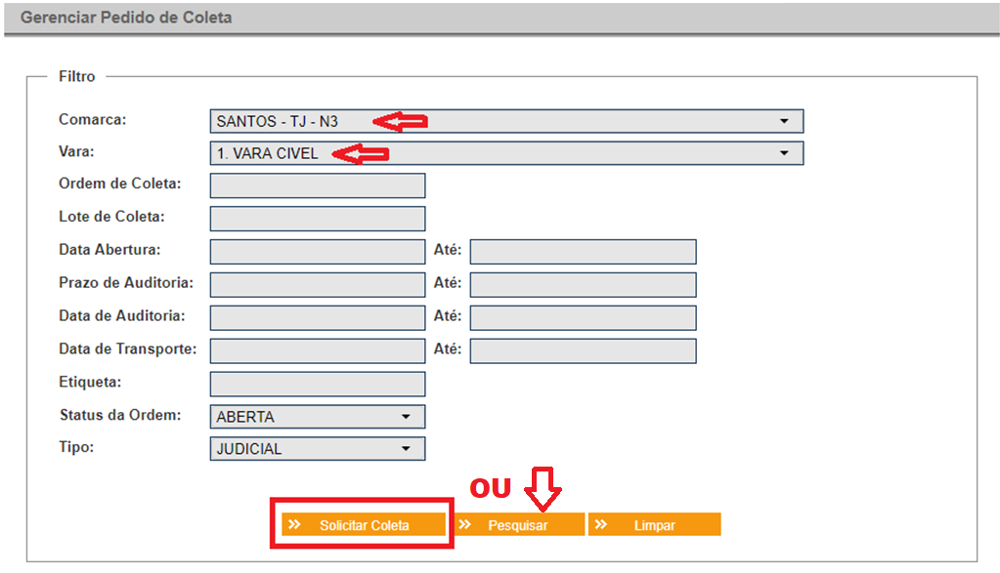 Gerenciar Pedido de Coleta
Filtro
Comarca: SANTOS - TJ - N3
Vara: 1. VARA CIVEL
Ordem de Coleta:
Lote de Coleta:
Data Abertura: Até:
Prazo de Auditoria: Até:
Data de Auditoria: Até:
Data de Transporte: Até:
Etiqueta:
Status da Ordem: ABERTA
Tipo: JUDICIAL
OU
Solicitar Coleta Pesquisar Limpar